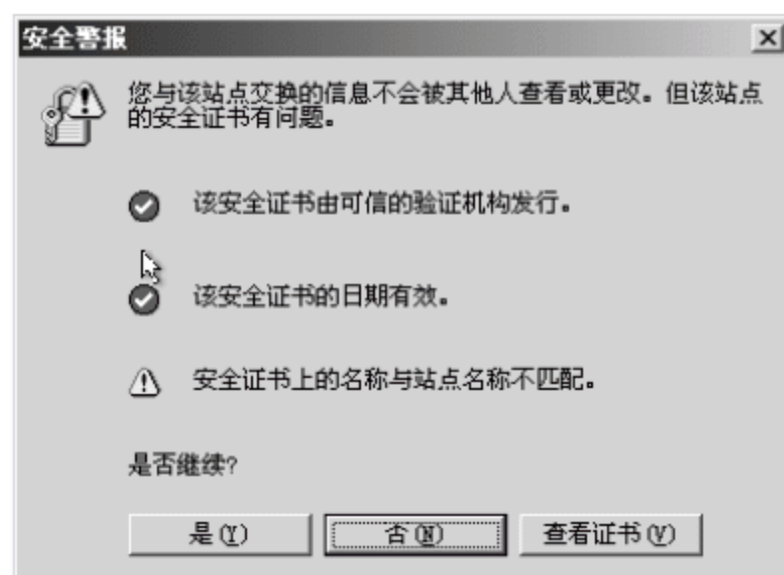 安全警报
您与该站点交换的信息不会被其他人查看或更改。但该站点
的安全证书有问题。
该安全证书由可信的验证机构发行。
该安全证书的日期有效。
安全证书上的名称与站点名称不匹配。
是否继续?
是(Y) 否(N) 查看证书(V)